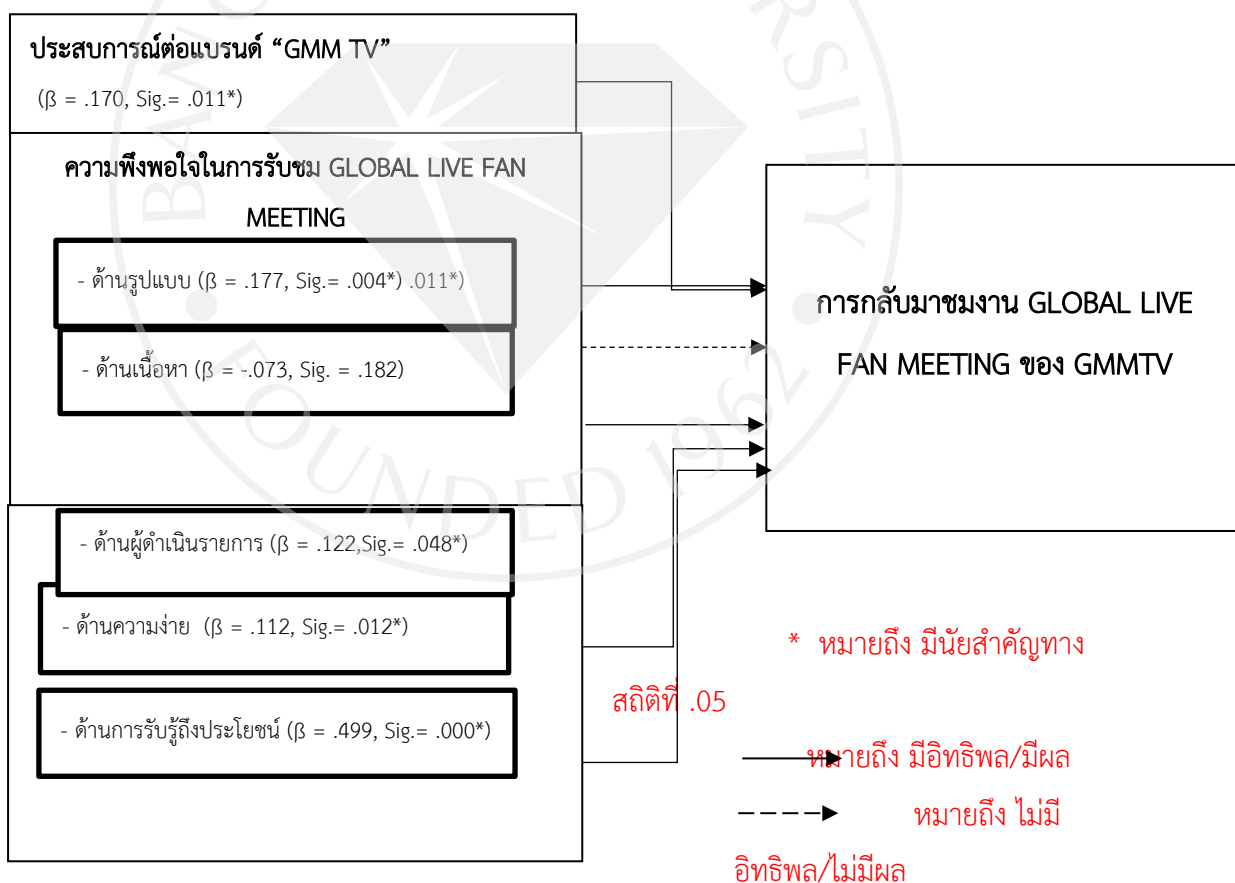 ประสบการณ์ต่อแบรนด์ “GMM TV”
(β = .170, Sig.= .011*)
ความพึงพอใจในการรับชม GLOBAL LIVE FAN
MEETING
- ด้านรูปแบบ (β = .177, Sig.= .004*) .011*)
- ด้านเนื้อหา (β = -.073, Sig. = .182)
- ด้านผู้ดำเนินรายการ (β = .122,Sig.= .048*)
- ด้านความง่าย (β = .112, Sig.= .012*)
- ด้านการรับรู้ถึงประโยชน์ (β = .499, Sig.= .000*)
การกลับมาชมงาน GLOBAL LIVE
FAN MEETING ของ GMMTV
* หมายถึง มีนัยสำคัญทาง
สถิติที่ .05
หมายถึง มีอิทธิพล/มีผล
หมายถึง ไม่มี
อิทธิพล/ไม่มีผล
FOUNDED 1962